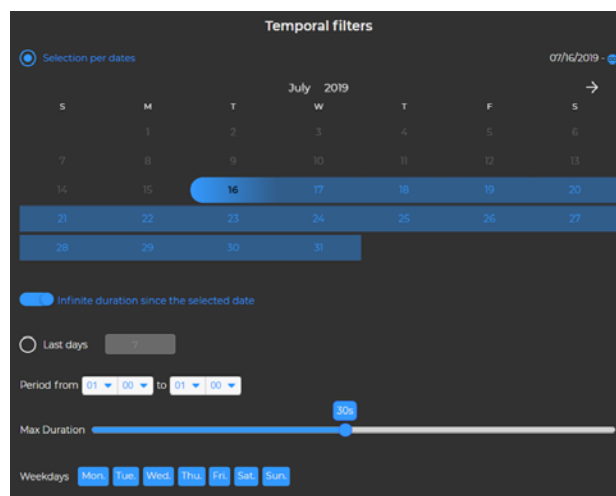 Temporal filters
Selection per dates 07/16/2019 - ∞
July 2019 →
S M T W T F S
1 2 3 4 5 6
7 8 9 10 11 12 13
14 15 16 17 18 19 20
21 22 23 24 25 26 27
28 29 30 31
Infinite duration since the selected date
Last days 7
Period from 01 00 to 01 00
30s
Max Duration
Weekdays Mon. Tue. Wed. Thu. Fri. Sat. Sun.